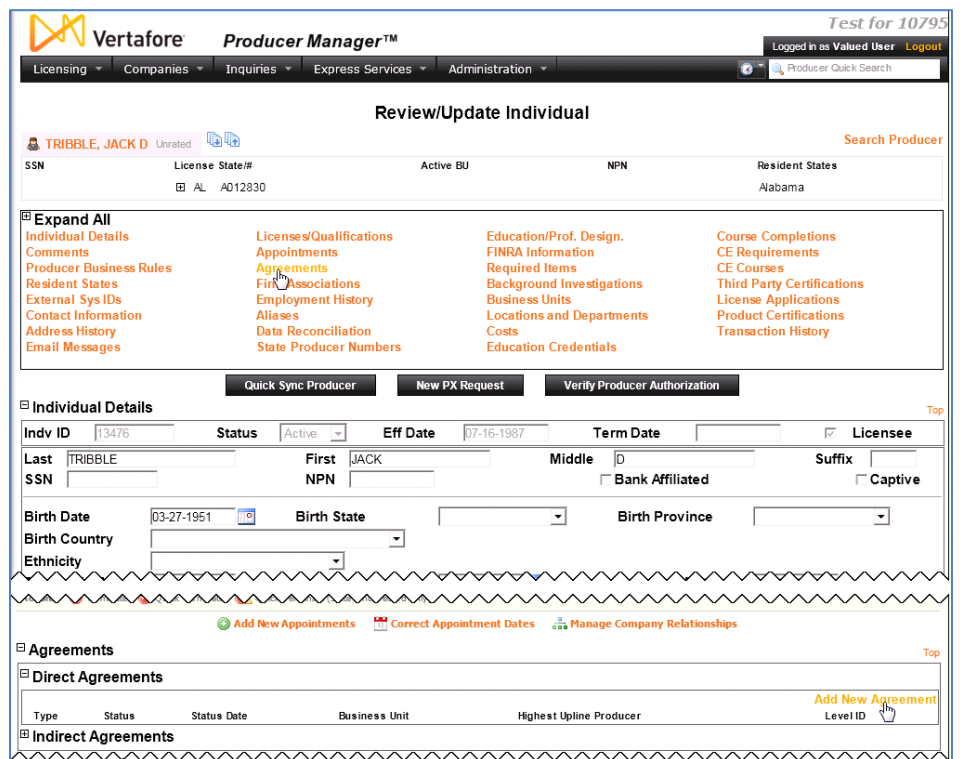 Test for 10795
Vertafore Producer Manager™
Logged in as Valued User Logout
Licensing Companies Inquiries Express Services Administration Producer Quick Search
Review/Update Individual
TRIBBLE, JACK D Unrated Search Producer
SSN License State/# Active BU NPN Resident States
AL A012830 Alabama
Expand All
Individual Details Licenses/Qualifications Education/Prof. Design. Course Completions
Comments Appointments FINRA Information CE Requirements
Producer Business Rules Agreements Required Items CE Courses
Resident States Firm Associations Background Investigations Third Party Certifications
External Sys IDs Employment History Business Units License Applications
Contact Information Aliases Locations and Departments Product Certifications
Address History Data Reconciliation Costs Transaction History
Email Messages State Producer Numbers Education Credentials
Quick Sync Producer New PX Request Verify Producer Authorization
Individual Details Top
Indv ID 13476 Status Active Eff Date 07-16-1987 Term Date Licensee
Last TRIBBLE First JACK Middle D Suffix
SSN NPN Bank Affiliated Captive
Birth Date 03-27-1951 Birth State Birth Province
Birth Country
Ethnicity
Add New Appointments Correct Appointment Dates Manage Company Relationships
Agreements Top
Direct Agreements
Add New Agreement
Type Status Status Date Business Unit Highest Upline Producer Level ID
Indirect Agreements